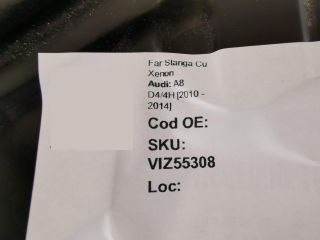 Far Stanga Cu
Xenon
Audi: A8
D4/4H [2010 -
2014]
Cod OE:
SKU:
VIZ55308
Loc: